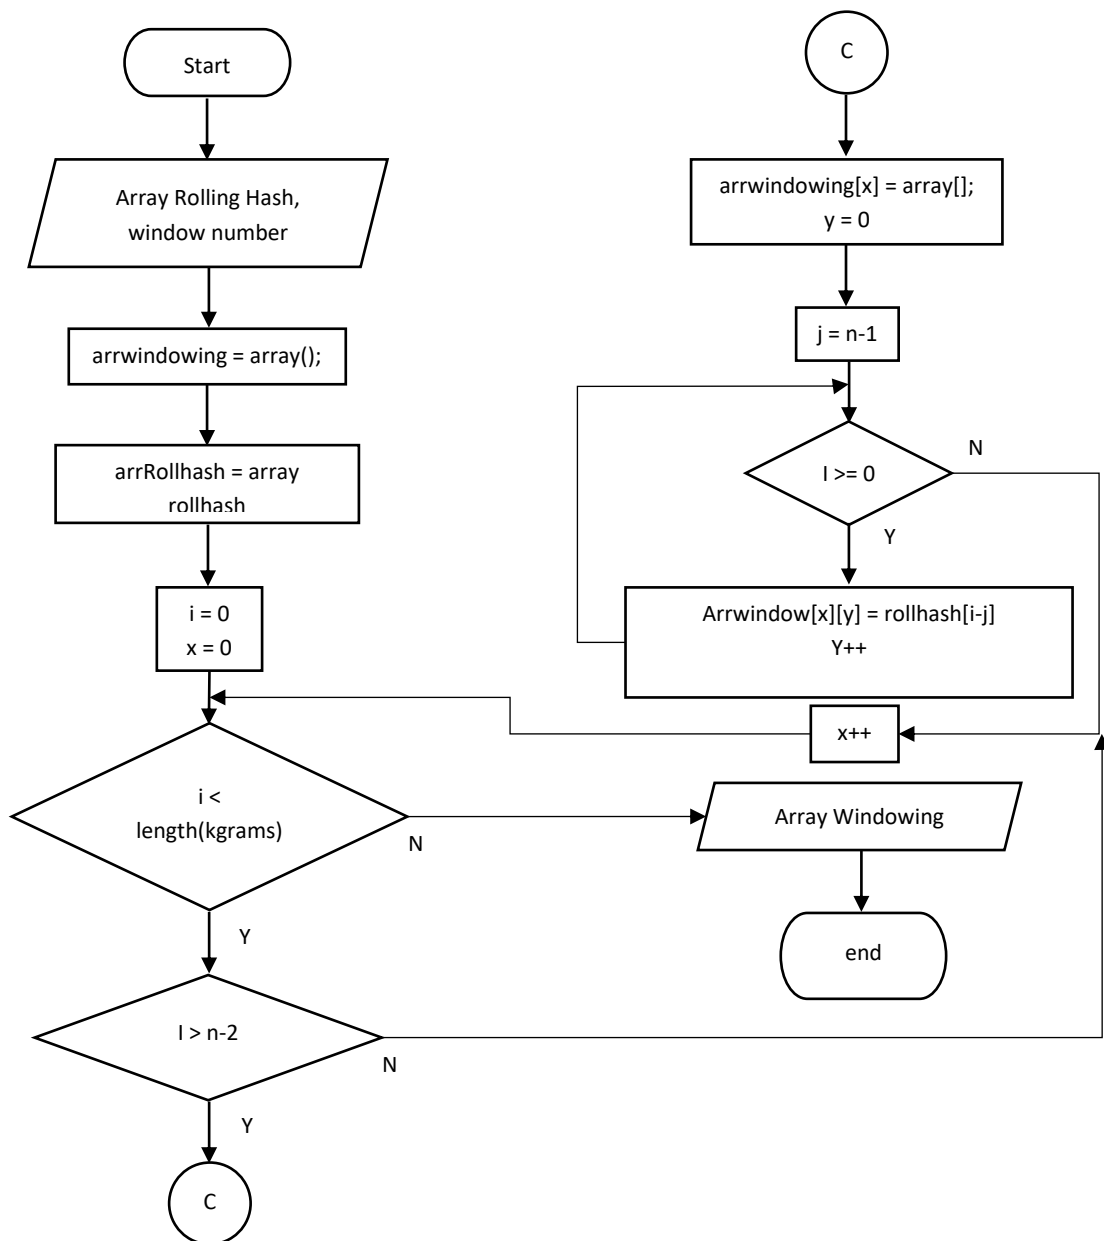 Start
Array Rolling Hash,
window number
arrwindowing = array();
arrRollhash = array
rollhash
i = 0
x = 0
i <
length(kgrams)
N
Y
I > n-2
N
Y
C
C
arrwindowing[x] = array[];
y = 0
j = n-1
I >= 0
N
Y
Arrwindow[x][y] = rollhash[i-j]
Y++
x++
Array Windowing
end